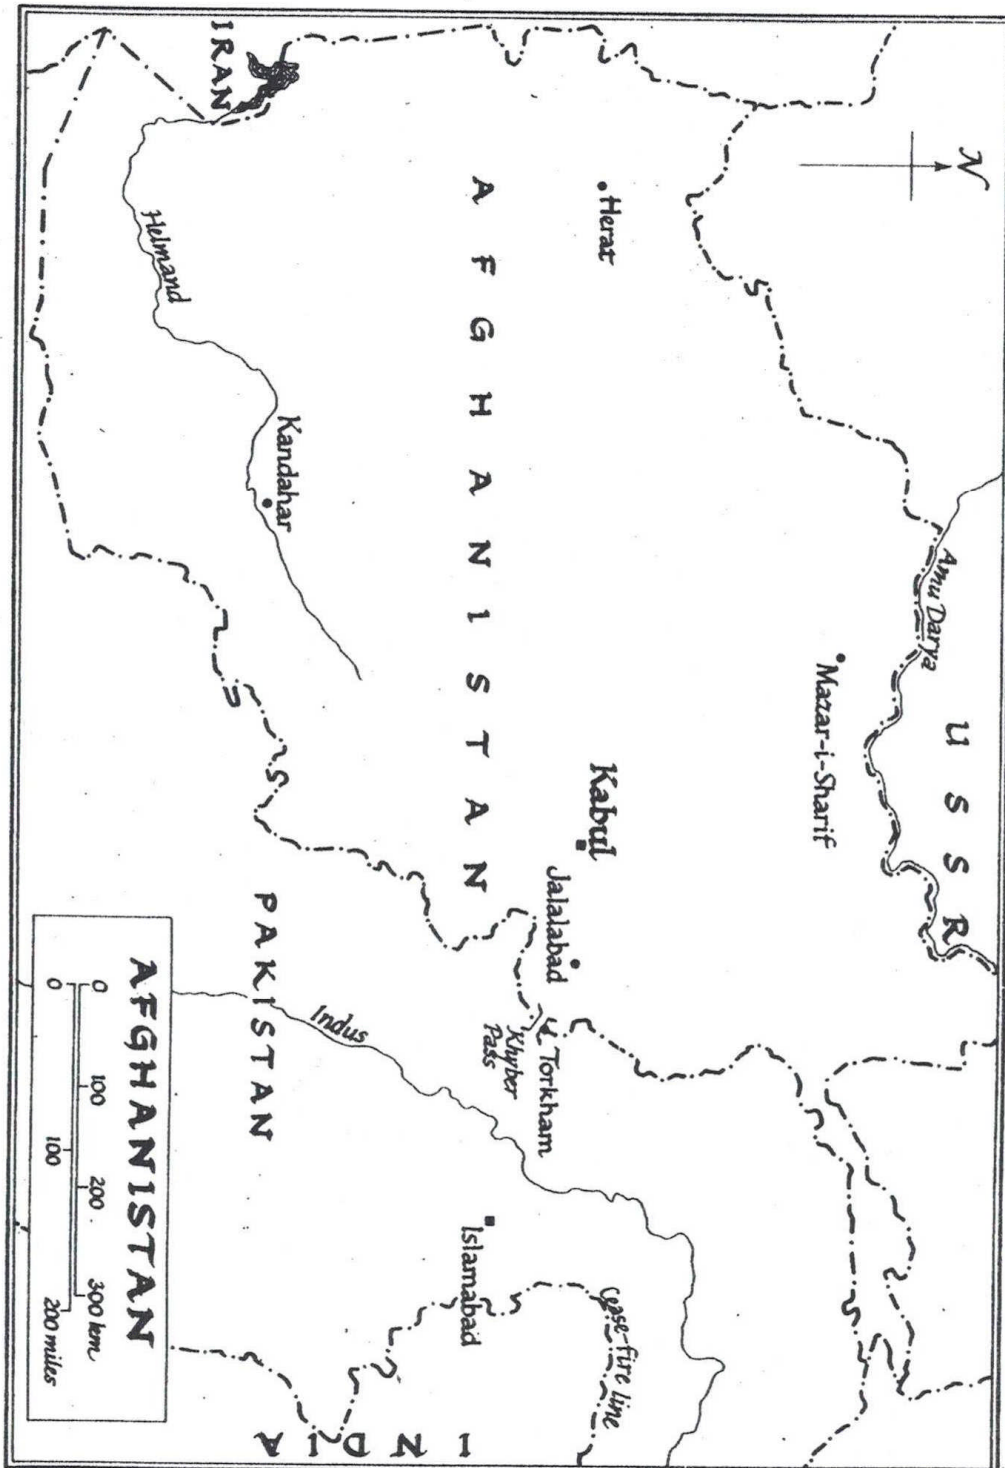 N
U S S R
Amu Darya
Mazar-i-Sharif
Herat
Kabul
Jalalabad
Torkham
Khyber
Pass
AFGHANISTAN
cease-fire line
Islamabad
INDIA
Kandahar
Helmand
IRAN
Indus
PAKISTAN
AFGHANISTAN
0 100 200 300 km
0 100 200 miles